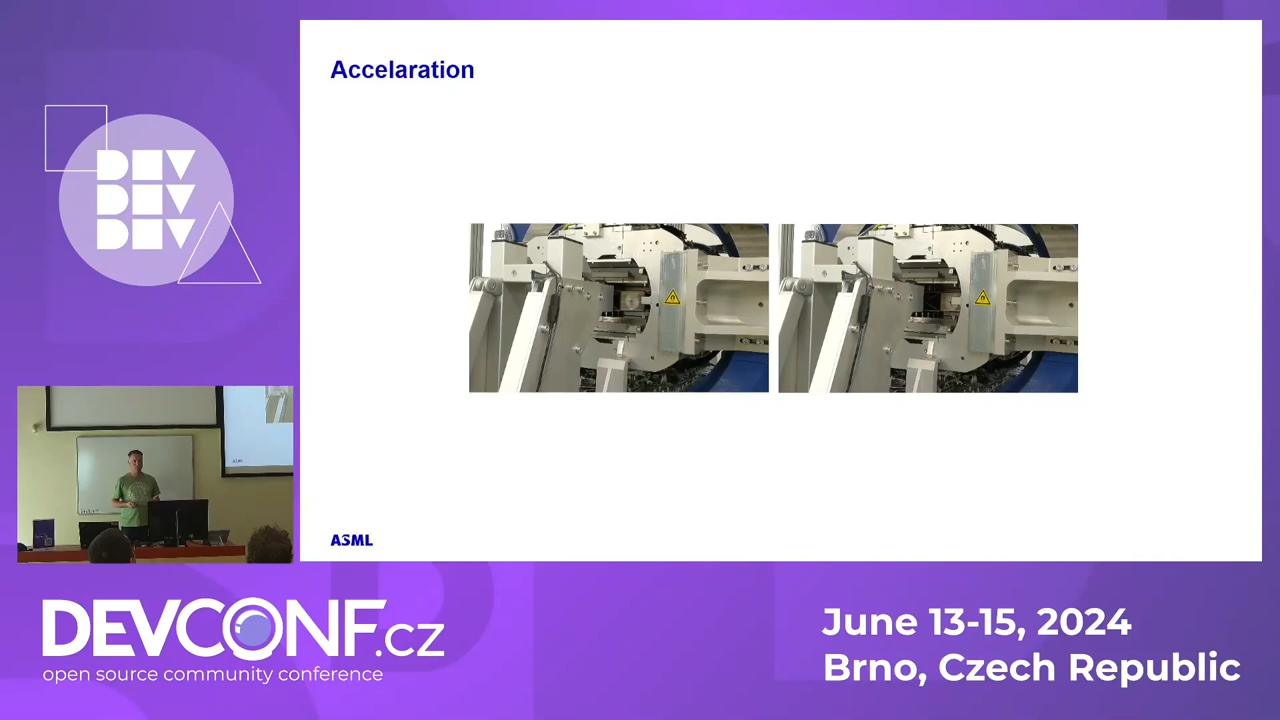 Accelaration
DEV
DEV
DEV
ASML
DEVCONF.cz
open source community conference
June 13-15, 2024
Brno, Czech Republic